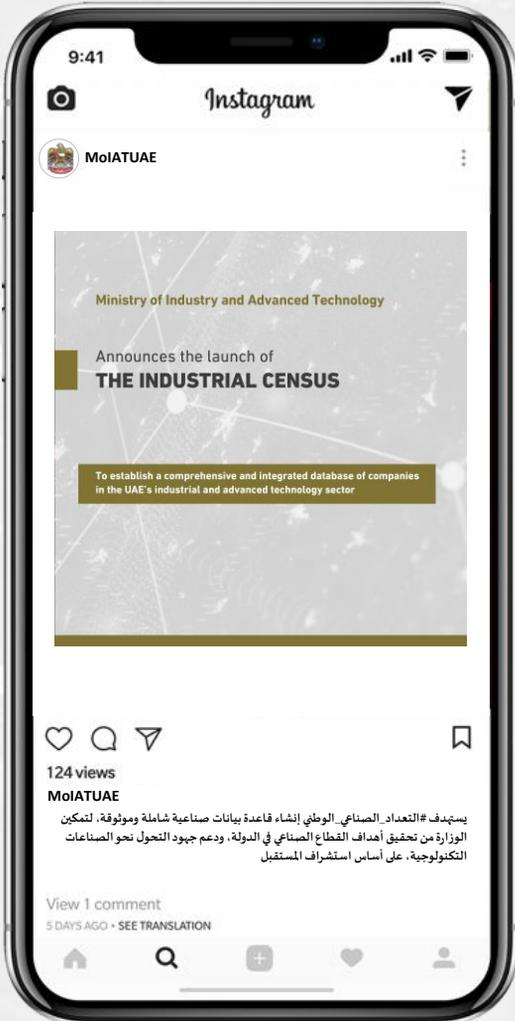 9:41
Instagram
MoIATUAE
Ministry of Industry and Advanced Technology
Announces the launch of
THE INDUSTRIAL CENSUS
To establish a comprehensive and integrated database of companies
in the UAE's industrial and advanced technology sector
124 views
MoIATUAE
يستهدف #التعداد_الصناعي_الوطني إنشاء قاعدة بيانات صناعية شاملة وموثوقة، لتمكين
الوزارة من تحقيق أهداف القطاع الصناعي في الدولة، ودعم جهود التحول نحو الصناعات
التكنولوجية، على أساس استشراف المستقبل
View 1 comment
5 DAYS AGO • SEE TRANSLATION